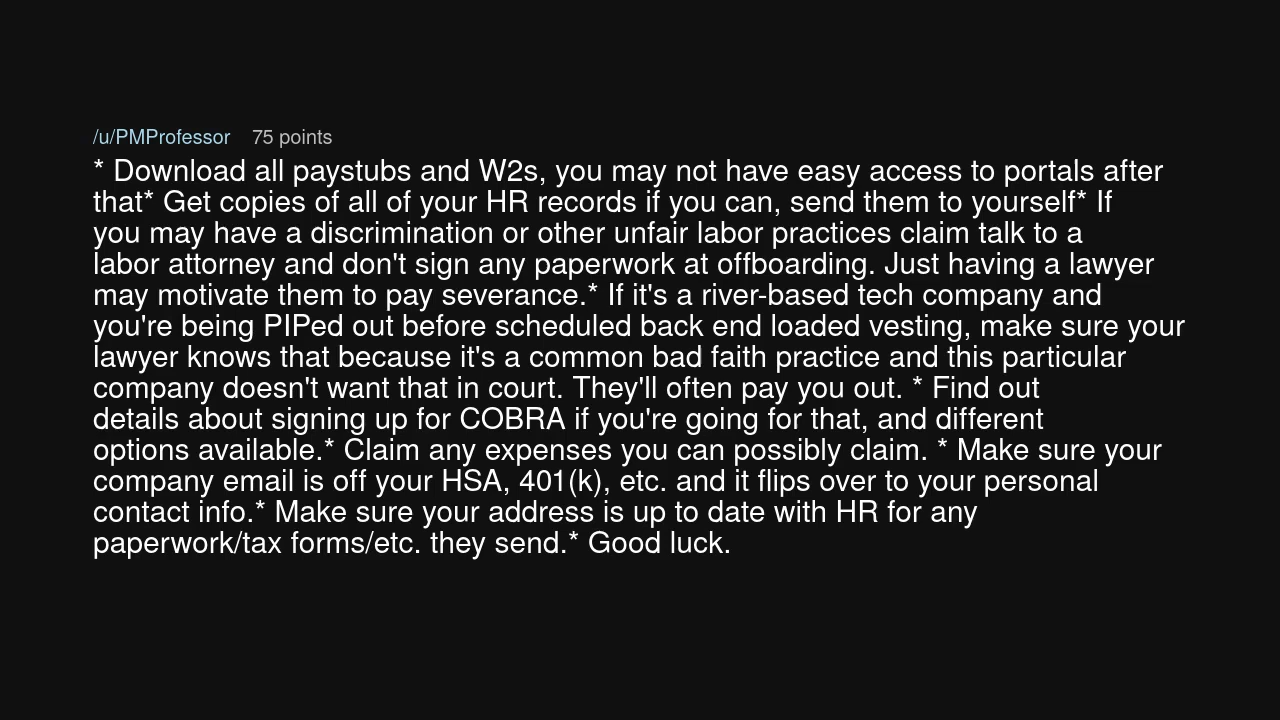 /u/PMProfessor 75 points
* Download all paystubs and W2s, you may not have easy access to portals after
that* Get copies of all of your HR records if you can, send them to yourself* If
you may have a discrimination or other unfair labor practices claim talk to a
labor attorney and don't sign any paperwork at offboarding. Just having a lawyer
may motivate them to pay severance.* If it's a river-based tech company and
you're being PIPed out before scheduled back end loaded vesting, make sure your
lawyer knows that because it's a common bad faith practice and this particular
company doesn't want that in court. They'll often pay you out. * Find out
details about signing up for COBRA if you're going for that, and different
options available.* Claim any expenses you can possibly claim. * Make sure your
company email is off your HSA, 401(k), etc. and it flips over to your personal
contact info.* Make sure your address is up to date with HR for any
paperwork/tax forms/etc. they send.* Good luck.